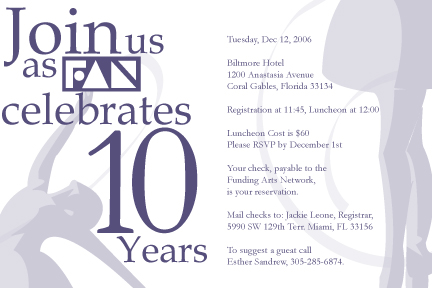 Join us
as FAN
celebrates
10
Years
Tuesday, Dec 12, 2006
Biltmore Hotel
1200 Anastasia Avenue
Coral Gables, Florida 33134
Registration at 11:45, Luncheon at 12:00
Luncheon Cost is $60
Please RSVP by December 1st
Your check, payable to the
Funding Arts Network,
is your reservation.
Mail checks to: Jackie Leone, Registrar,
5990 SW 129th Terr. Miami, FL 33156
To suggest a guest call
Esther Sandrew, 305-285-6874.